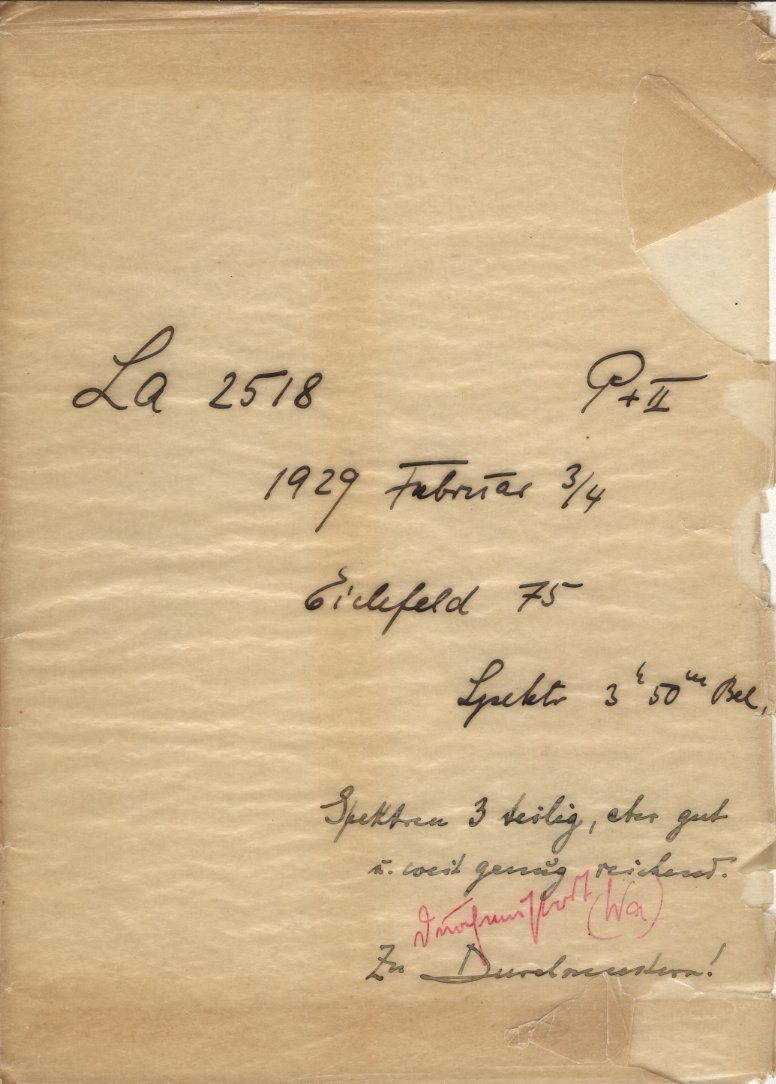 La 2518 P+II
1929 Februar 3/4
Eichfeld 75
Spektr 3ʰ 50ᵐ Bel.
Spektren 3 teilig, aber gut
u. weit genug reichend.
Durchmustert (Wa)
Zu Durchmustern!